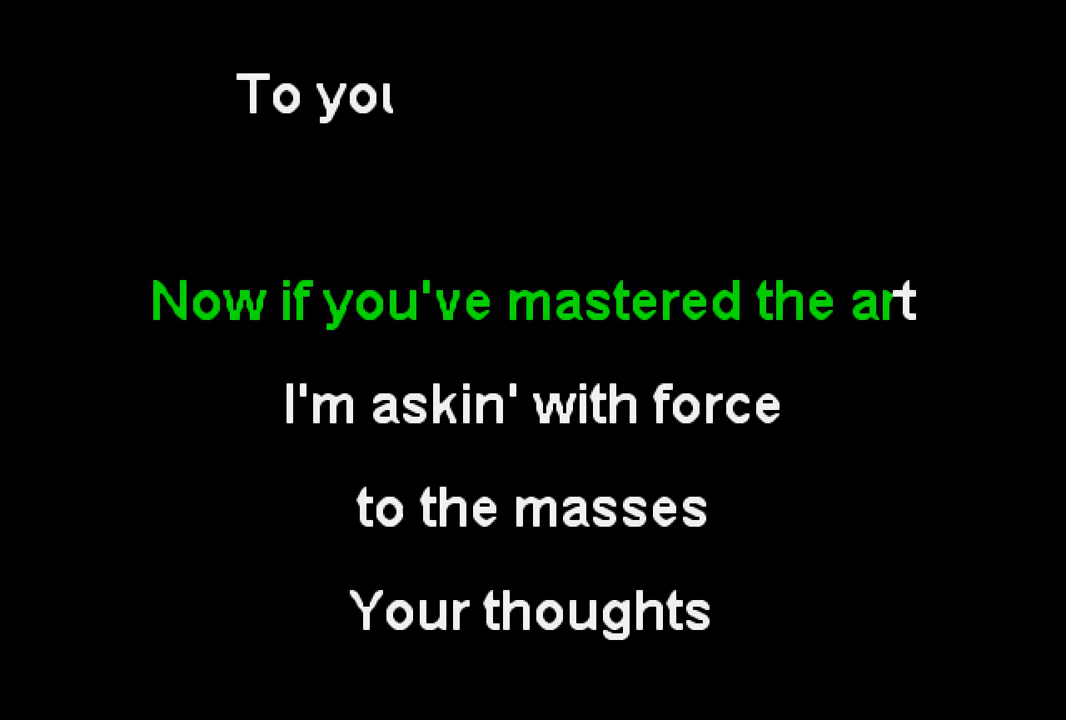 To you
Now if you've mastered the art
I'm askin' with force
to the masses
Your thoughts